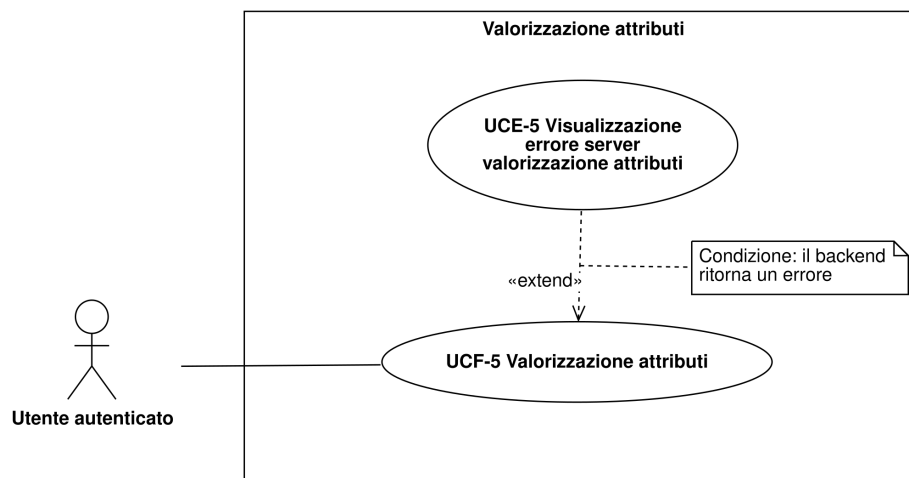 Valorizzazione attributi
UCE-5 Visualizzazione
errore server
valorizzazione attributi
Condizione: il backend
ritorna un errore
«extend»
UCF-5 Valorizzazione attributi
Utente autenticato